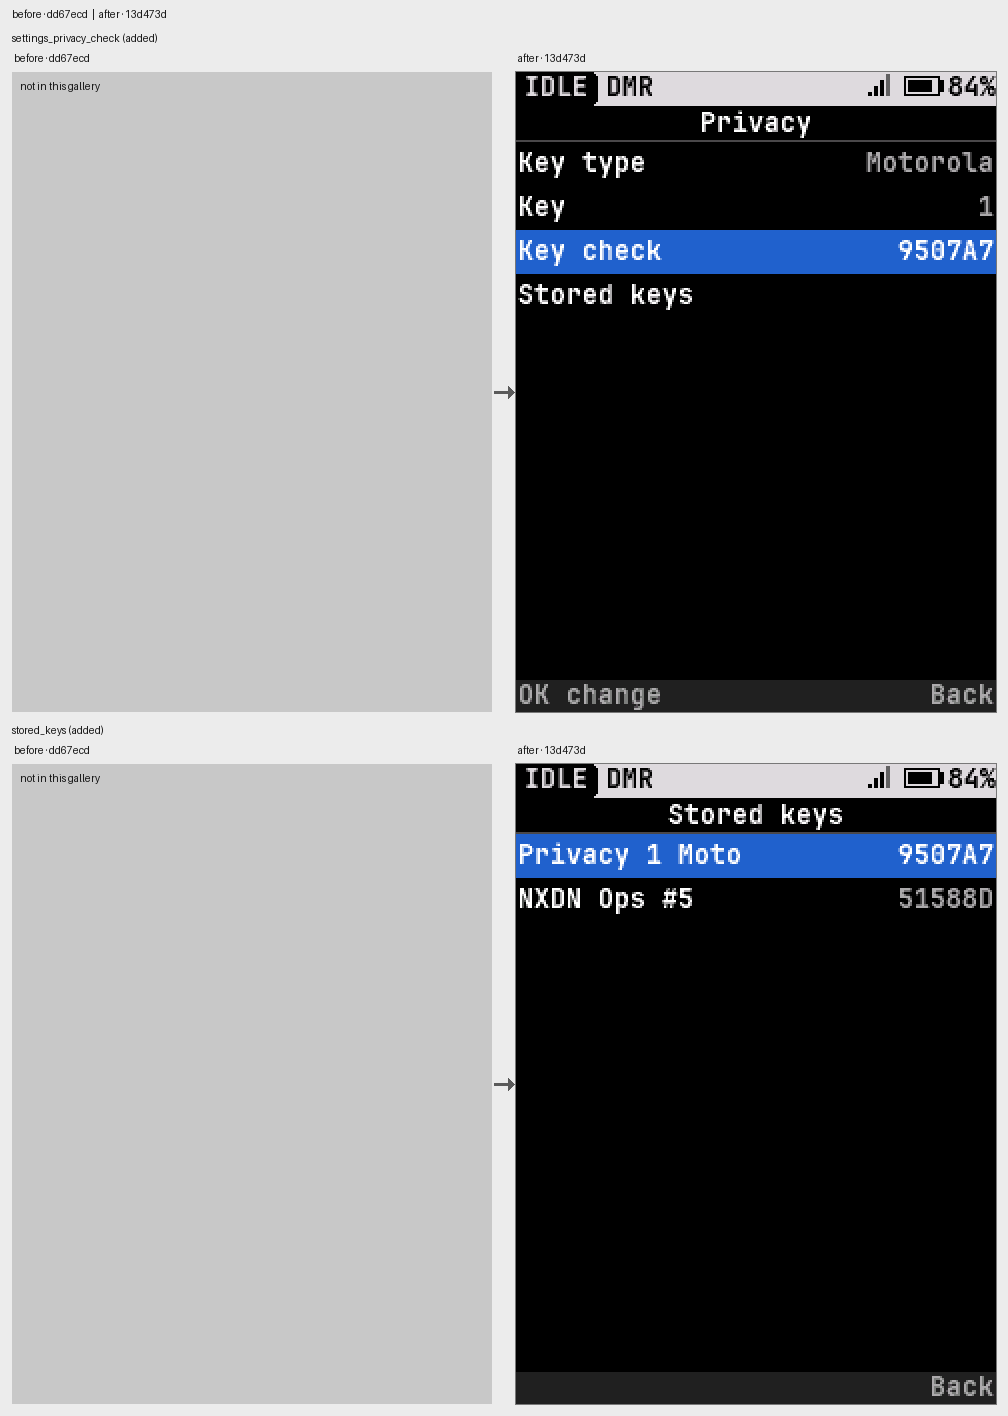 before · dd67ecd | after · 13d473d
settings_privacy_check (added)
before · dd67ecd
after · 13d473d
not in this gallery
IDLE DMR 84%
Privacy
Key type Motorola
Key 1
Key check 9507A7
Stored keys
→
OK change Back
stored_keys (added)
before · dd67ecd
after · 13d473d
not in this gallery
IDLE DMR 84%
Stored keys
Privacy 1 Moto 9507A7
NXDN Ops #5 51588D
→
Back